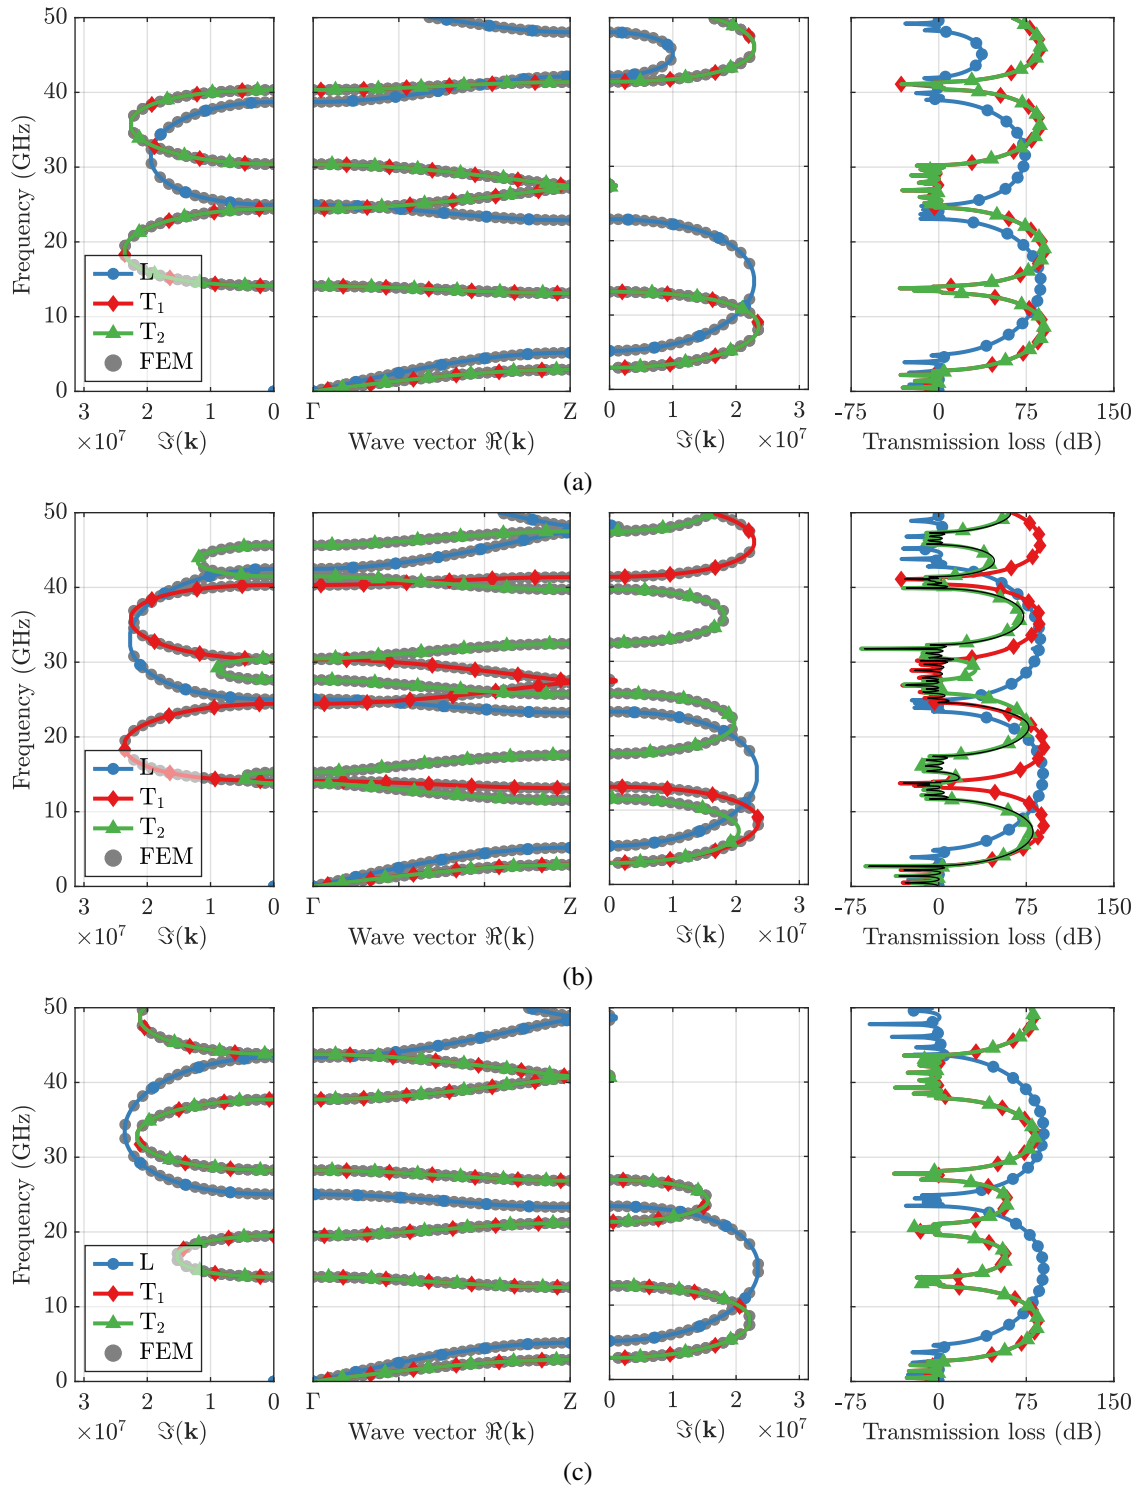 50
40
30
20
10
0
Frequency (GHz)
L
T1
T2
FEM
3 2 1 0
×10^7 ℑ(k)
Γ Z
Wave vector ℜ(k)
0 1 2 3
ℑ(k) ×10^7
-75 0 75 150
Transmission loss (dB)
(a)
50
40
30
20
10
0
Frequency (GHz)
L
T1
T2
FEM
3 2 1 0
×10^7 ℑ(k)
Γ Z
Wave vector ℜ(k)
0 1 2 3
ℑ(k) ×10^7
-75 0 75 150
Transmission loss (dB)
(b)
50
40
30
20
10
0
Frequency (GHz)
L
T1
T2
FEM
3 2 1 0
×10^7 ℑ(k)
Γ Z
Wave vector ℜ(k)
0 1 2 3
ℑ(k) ×10^7
-75 0 75 150
Transmission loss (dB)
(c)